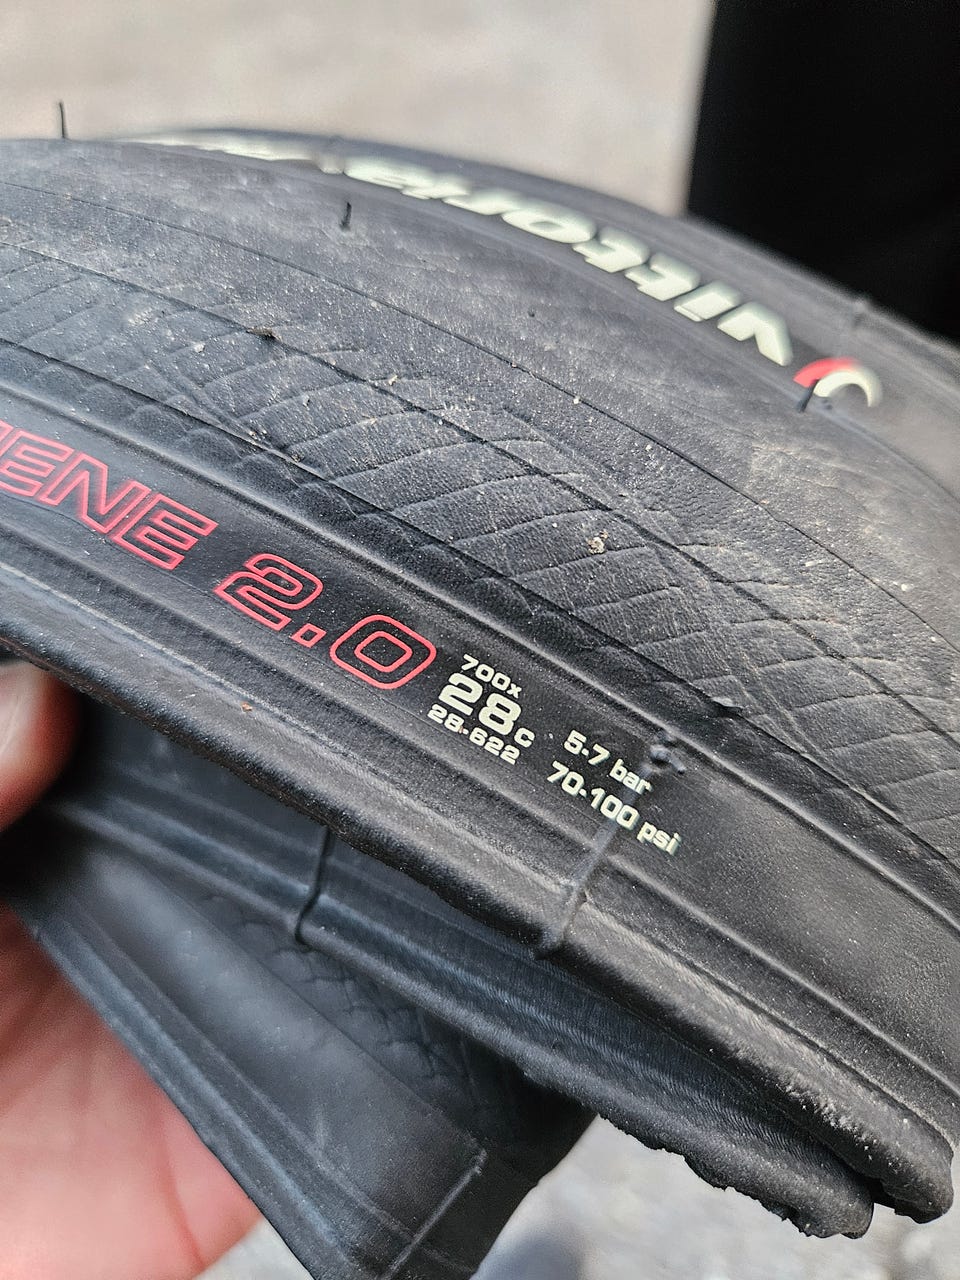 vittoria
ENE 2.0
700x
28c
28-622
5-7 bar
70-100 psi